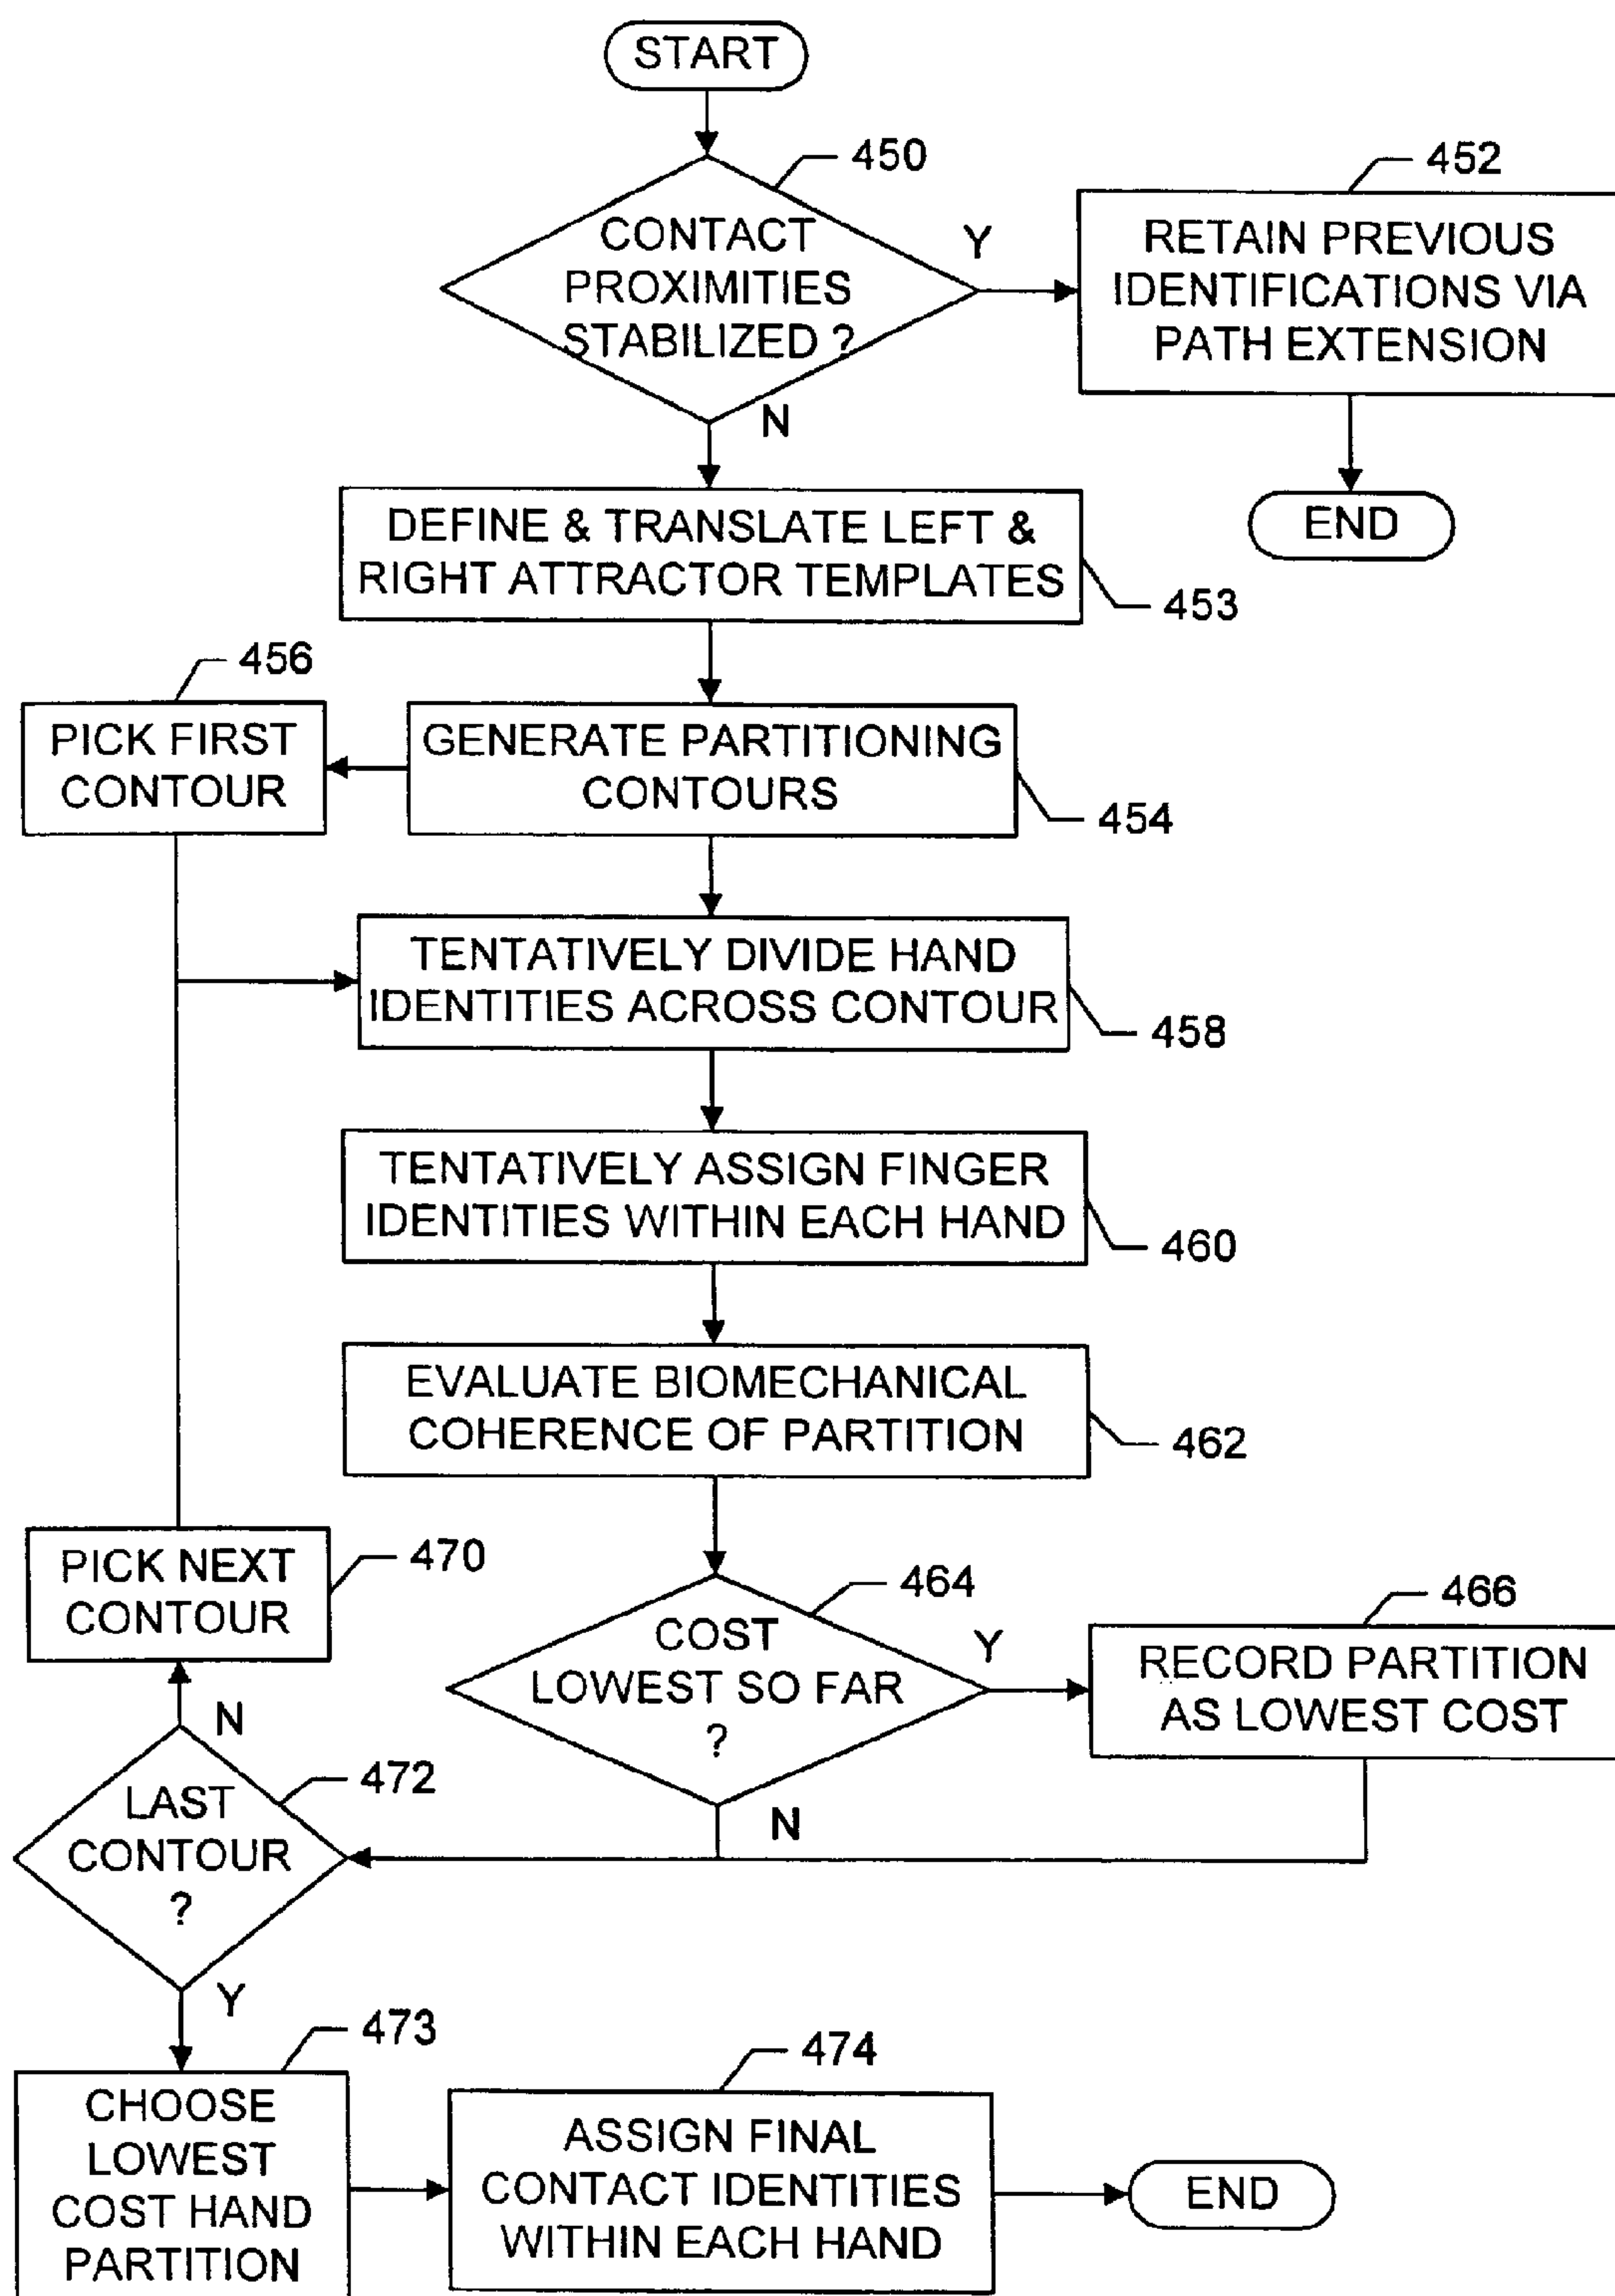 START
450
CONTACT
PROXIMITIES
STABILIZED ?
Y
N
452
RETAIN PREVIOUS
IDENTIFICATIONS VIA
PATH EXTENSION
END
DEFINE & TRANSLATE LEFT &
RIGHT ATTRACTOR TEMPLATES
453
456
PICK FIRST
CONTOUR
GENERATE PARTITIONING
CONTOURS
454
TENTATIVELY DIVIDE HAND
IDENTITIES ACROSS CONTOUR
458
TENTATIVELY ASSIGN FINGER
IDENTITIES WITHIN EACH HAND
460
EVALUATE BIOMECHANICAL
COHERENCE OF PARTITION
462
PICK NEXT
CONTOUR
470
464
COST
LOWEST SO FAR
?
Y
N
466
RECORD PARTITION
AS LOWEST COST
N
472
LAST
CONTOUR
?
Y
473
CHOOSE
LOWEST
COST HAND
PARTITION
474
ASSIGN FINAL
CONTACT IDENTITIES
WITHIN EACH HAND
END